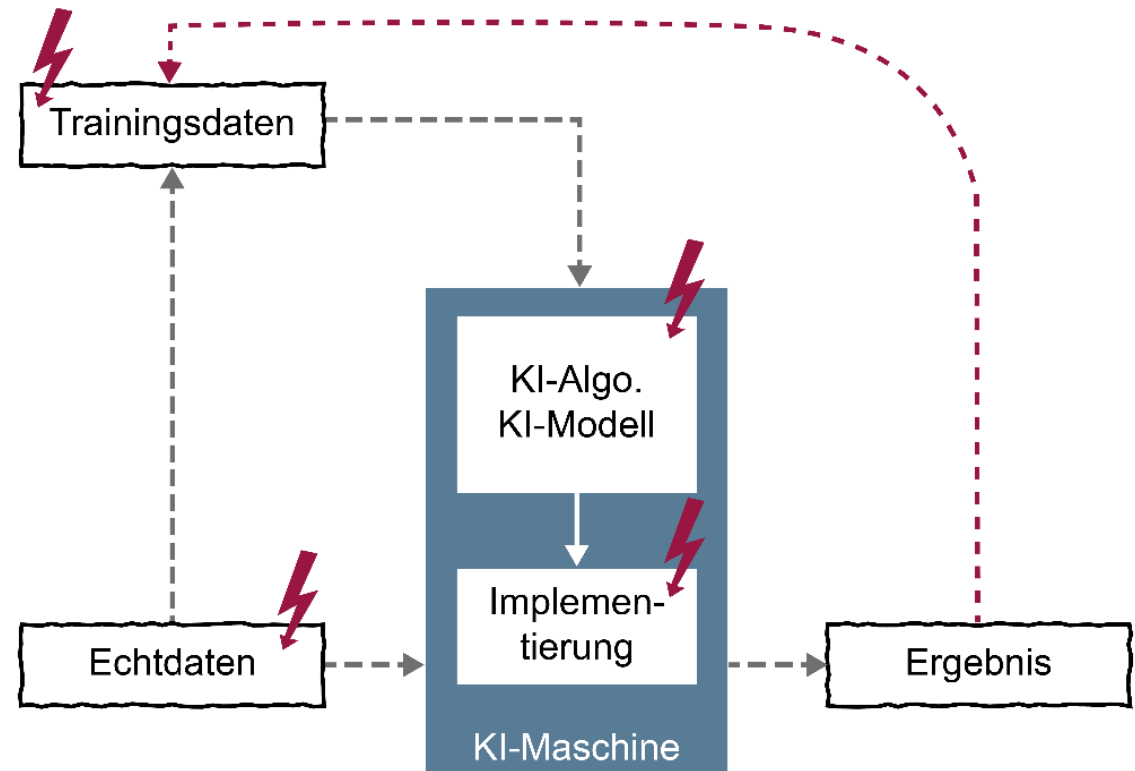 Trainingsdaten
KI-Algo.
KI-Modell
Implemen-
tierung
Echtdaten
Ergebnis
KI-Maschine